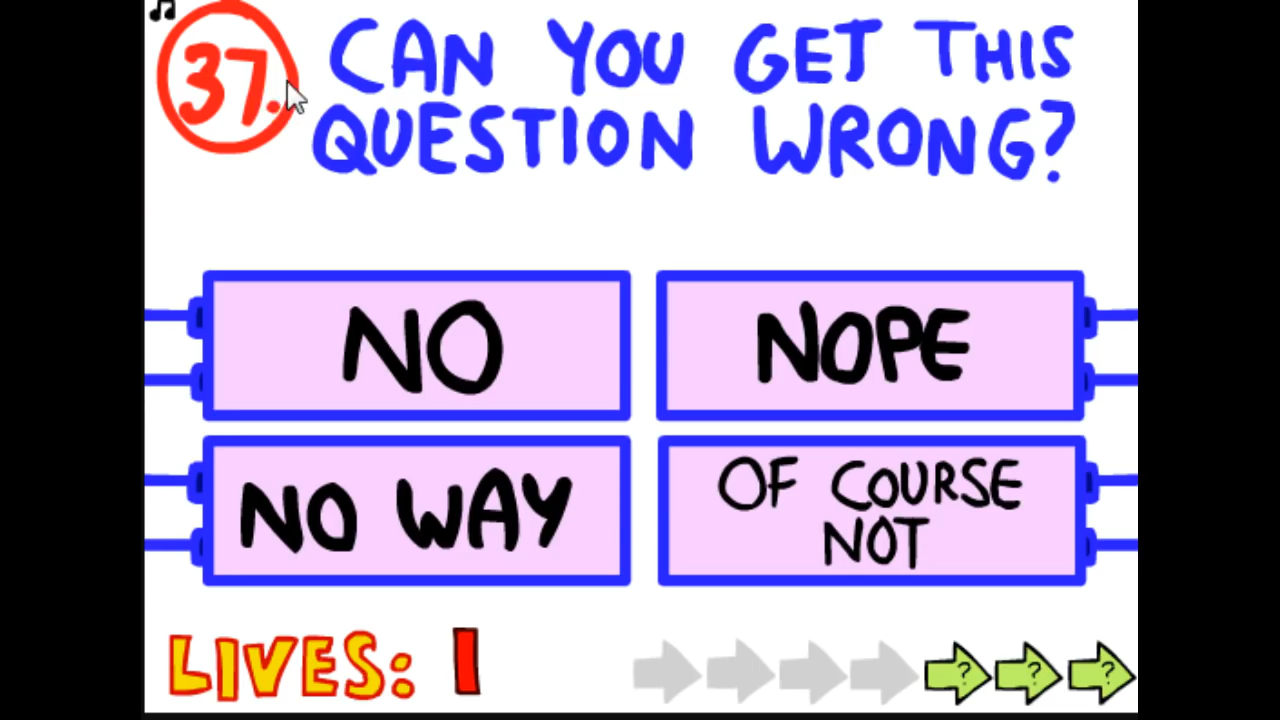 37.
CAN YOU GET THIS
QUESTION WRONG?
NO
NOPE
NO WAY
OF COURSE
NOT
LIVES: 1
? ? ?